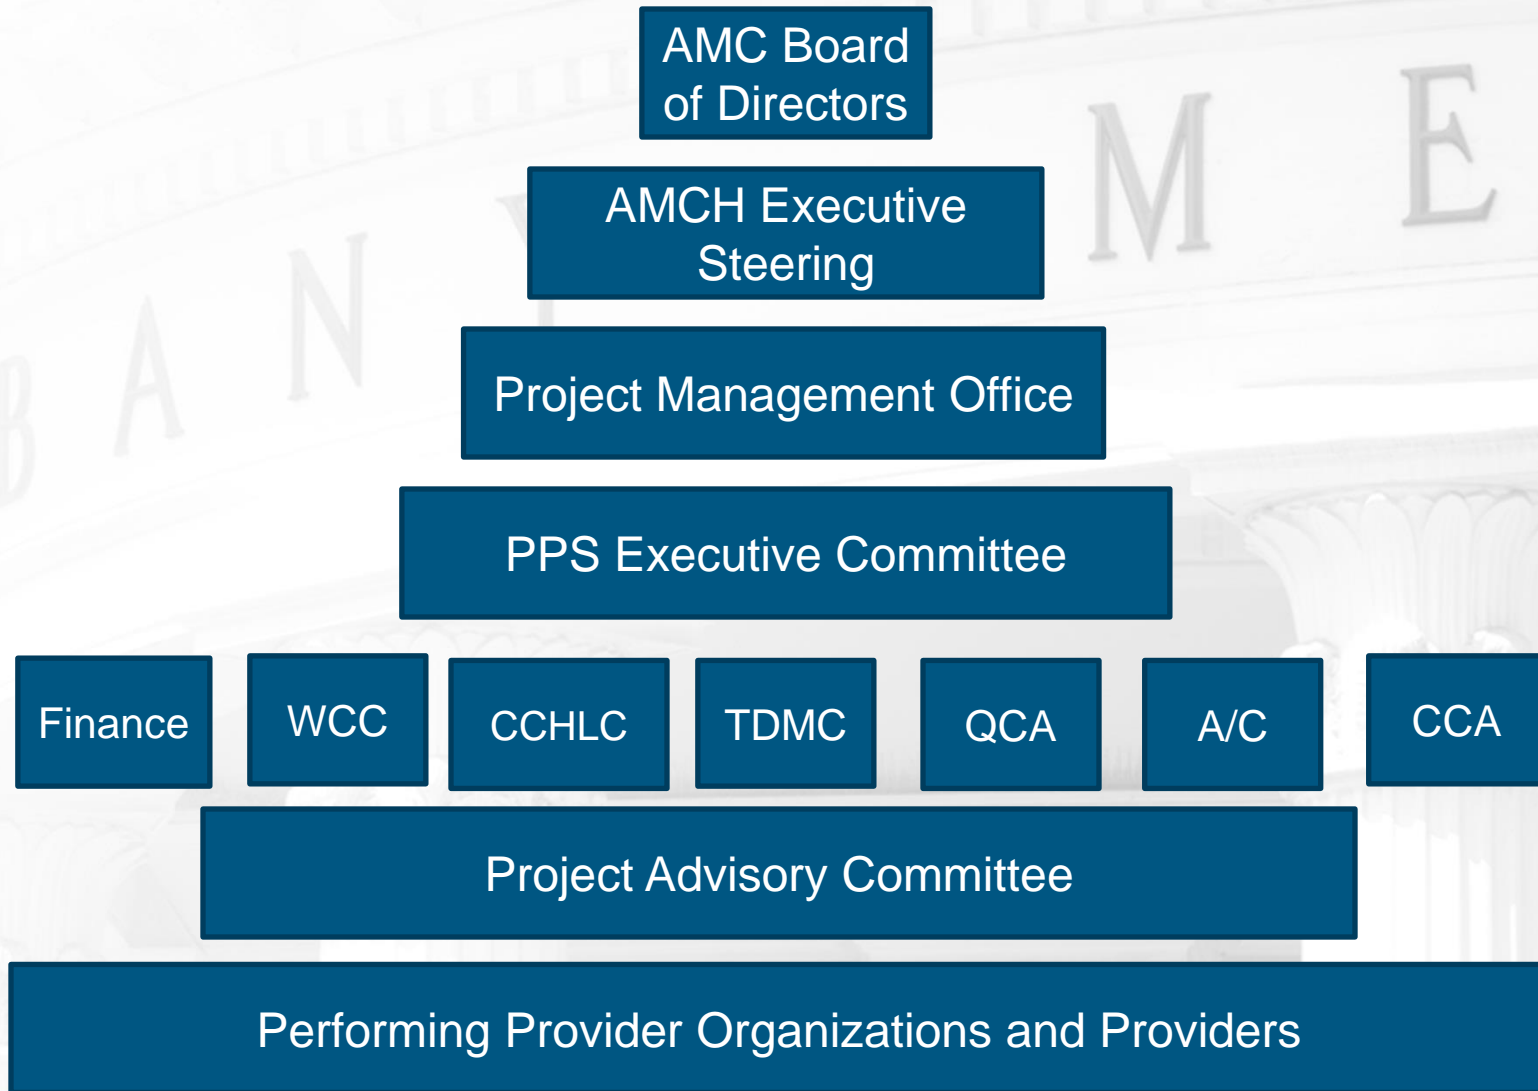 AMC Board
of Directors
AMCH Executive
Steering
Project Management Office
PPS Executive Committee
Finance
WCC
CCHLC
TDMC
QCA
A/C
CCA
Project Advisory Committee
Performing Provider Organizations and Providers
B A N Y M E